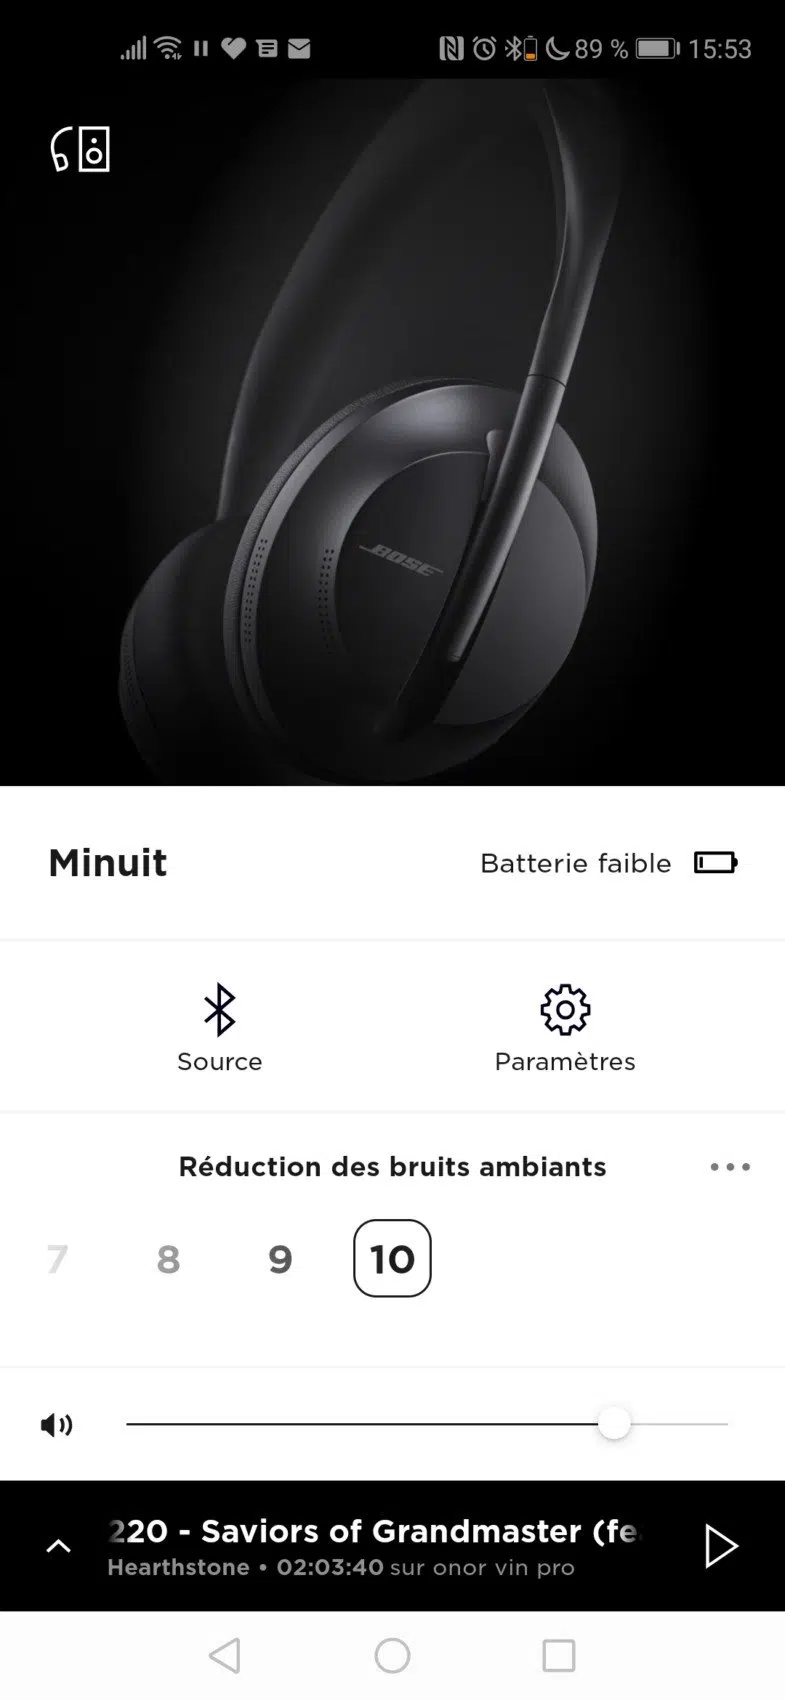 89 % 15:53
BOSE
Minuit
Batterie faible
Source
Paramètres
Réduction des bruits ambiants
7 8 9 10
220 - Saviors of Grandmaster (fe
Hearthstone • 02:03:40 sur onor vin pro